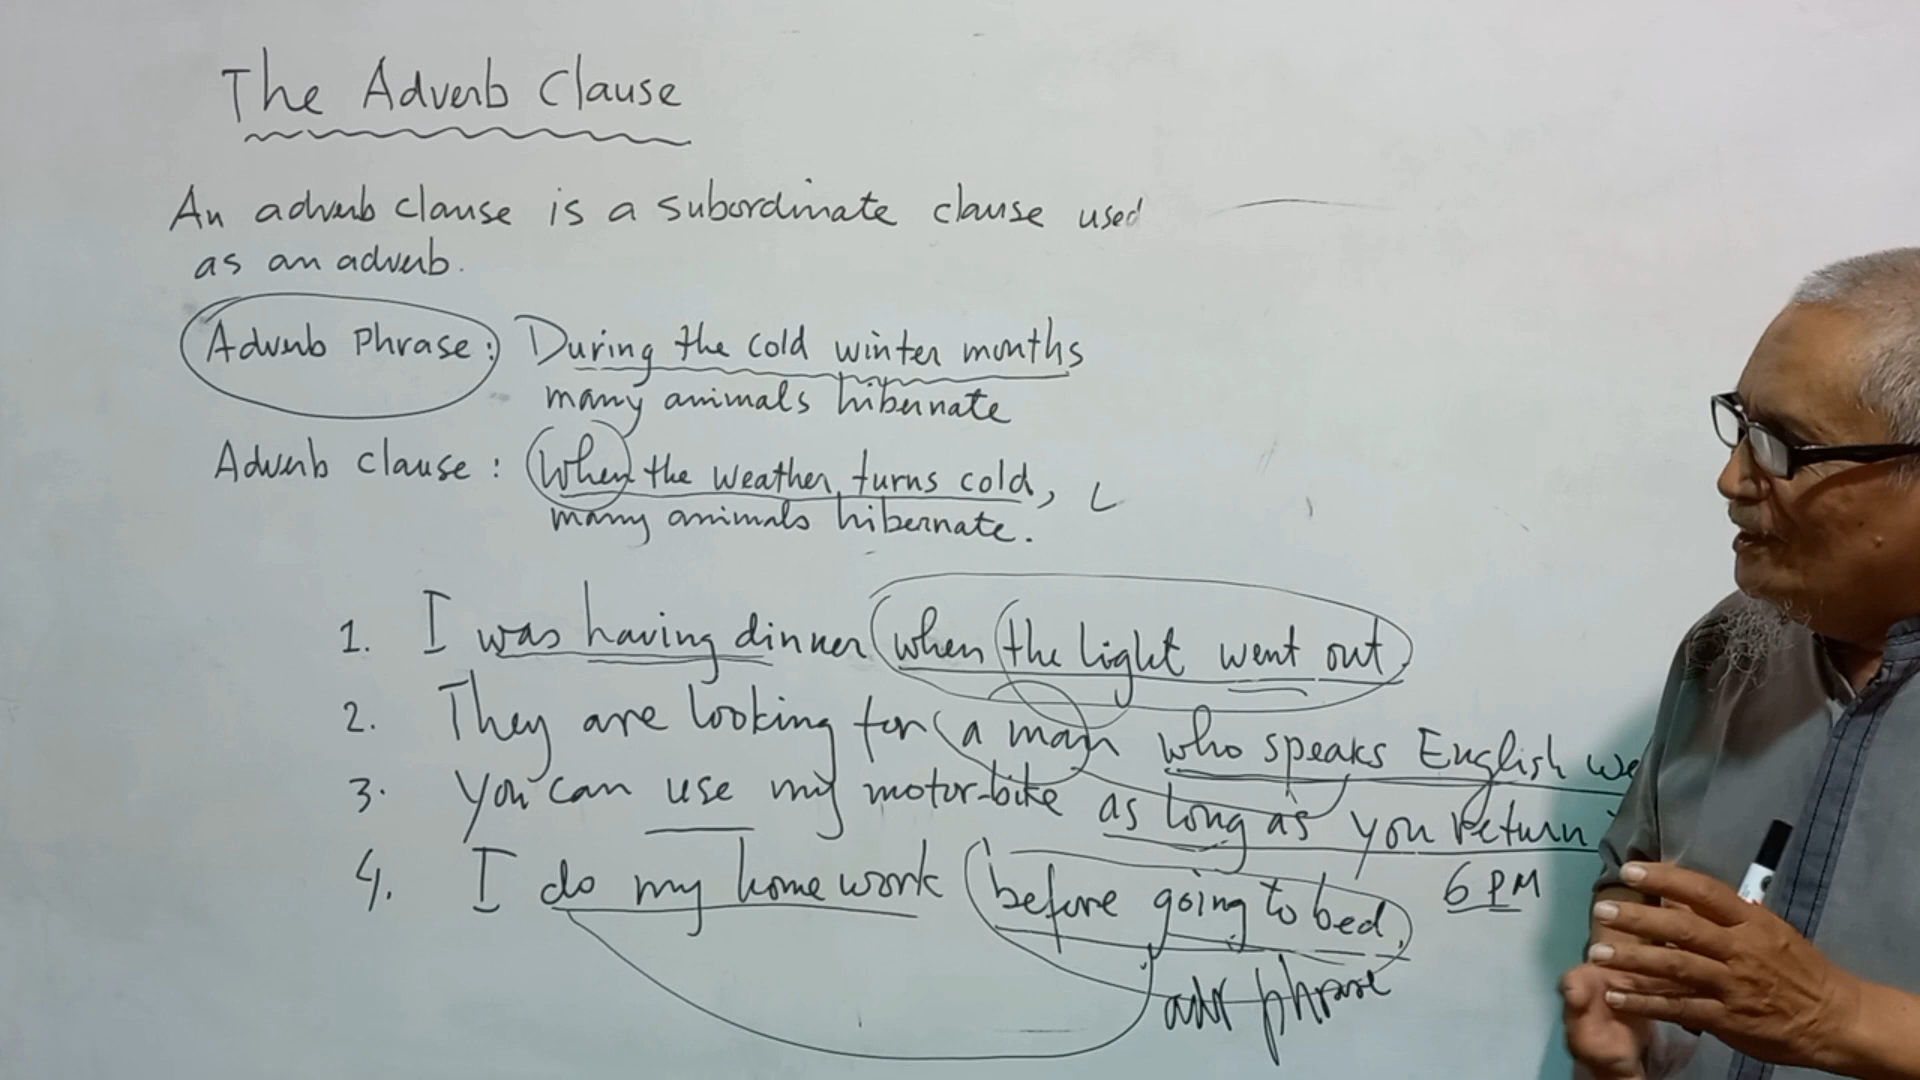 The Adverb Clause
An adverb clause is a subordinate clause used
as an adverb.
Adverb Phrase: During the cold winter months
many animals hibernate
Adverb clause: When the weather turns cold,
many animals hibernate.
1. I was having dinner when the light went out
2. They are looking for a man who speaks English
3. You can use my motor-bike as long as you return
6 PM
4. I do my home work before going to bed.
adv phrase